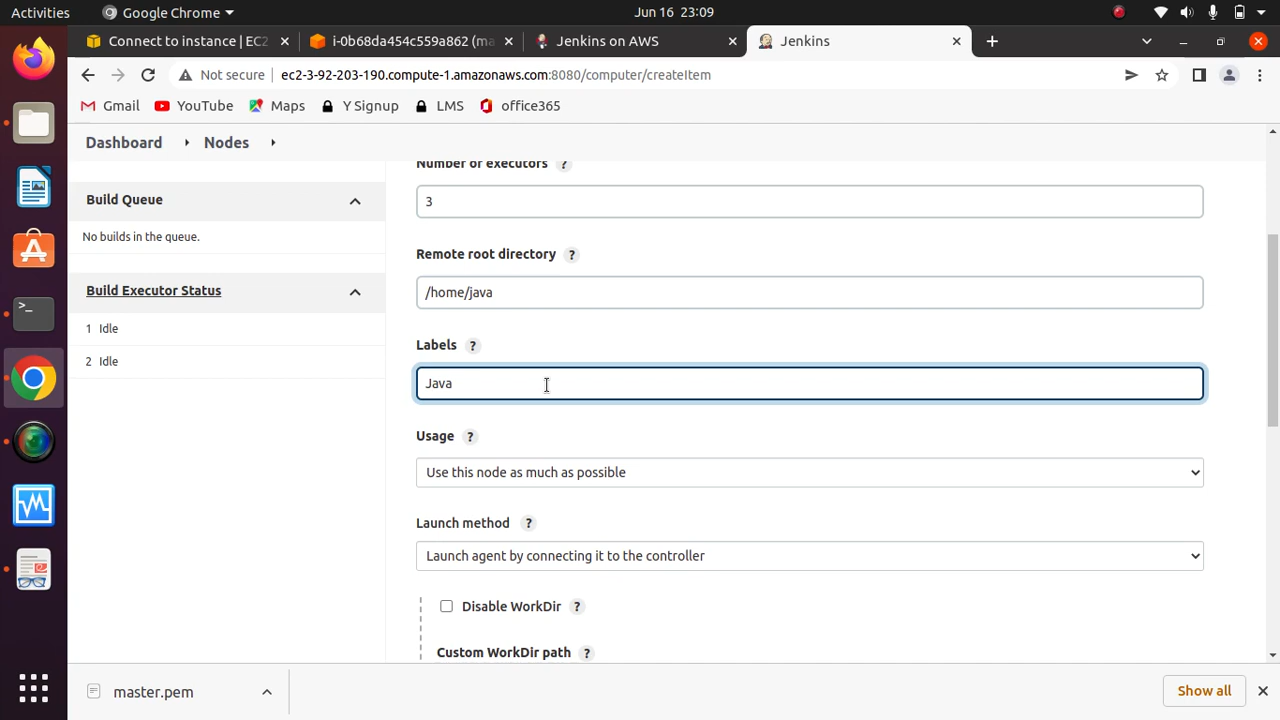 Activities
Google Chrome
Jun 16 23:09
Connect to instance | EC2
i-0b68da454c559a862 (ma
Jenkins on AWS
Jenkins
Not secure
ec2-3-92-203-190.compute-1.amazonaws.com:8080/computer/createItem
Gmail
YouTube
Maps
Y Signup
LMS
office365
Dashboard
Nodes
Build Queue
No builds in the queue.
Build Executor Status
1 Idle
2 Idle
Number of executors ?
3
Remote root directory ?
/home/java
Labels ?
Java
Usage ?
Use this node as much as possible
Launch method ?
Launch agent by connecting it to the controller
Disable WorkDir ?
Custom WorkDir path ?
master.pem
Show all